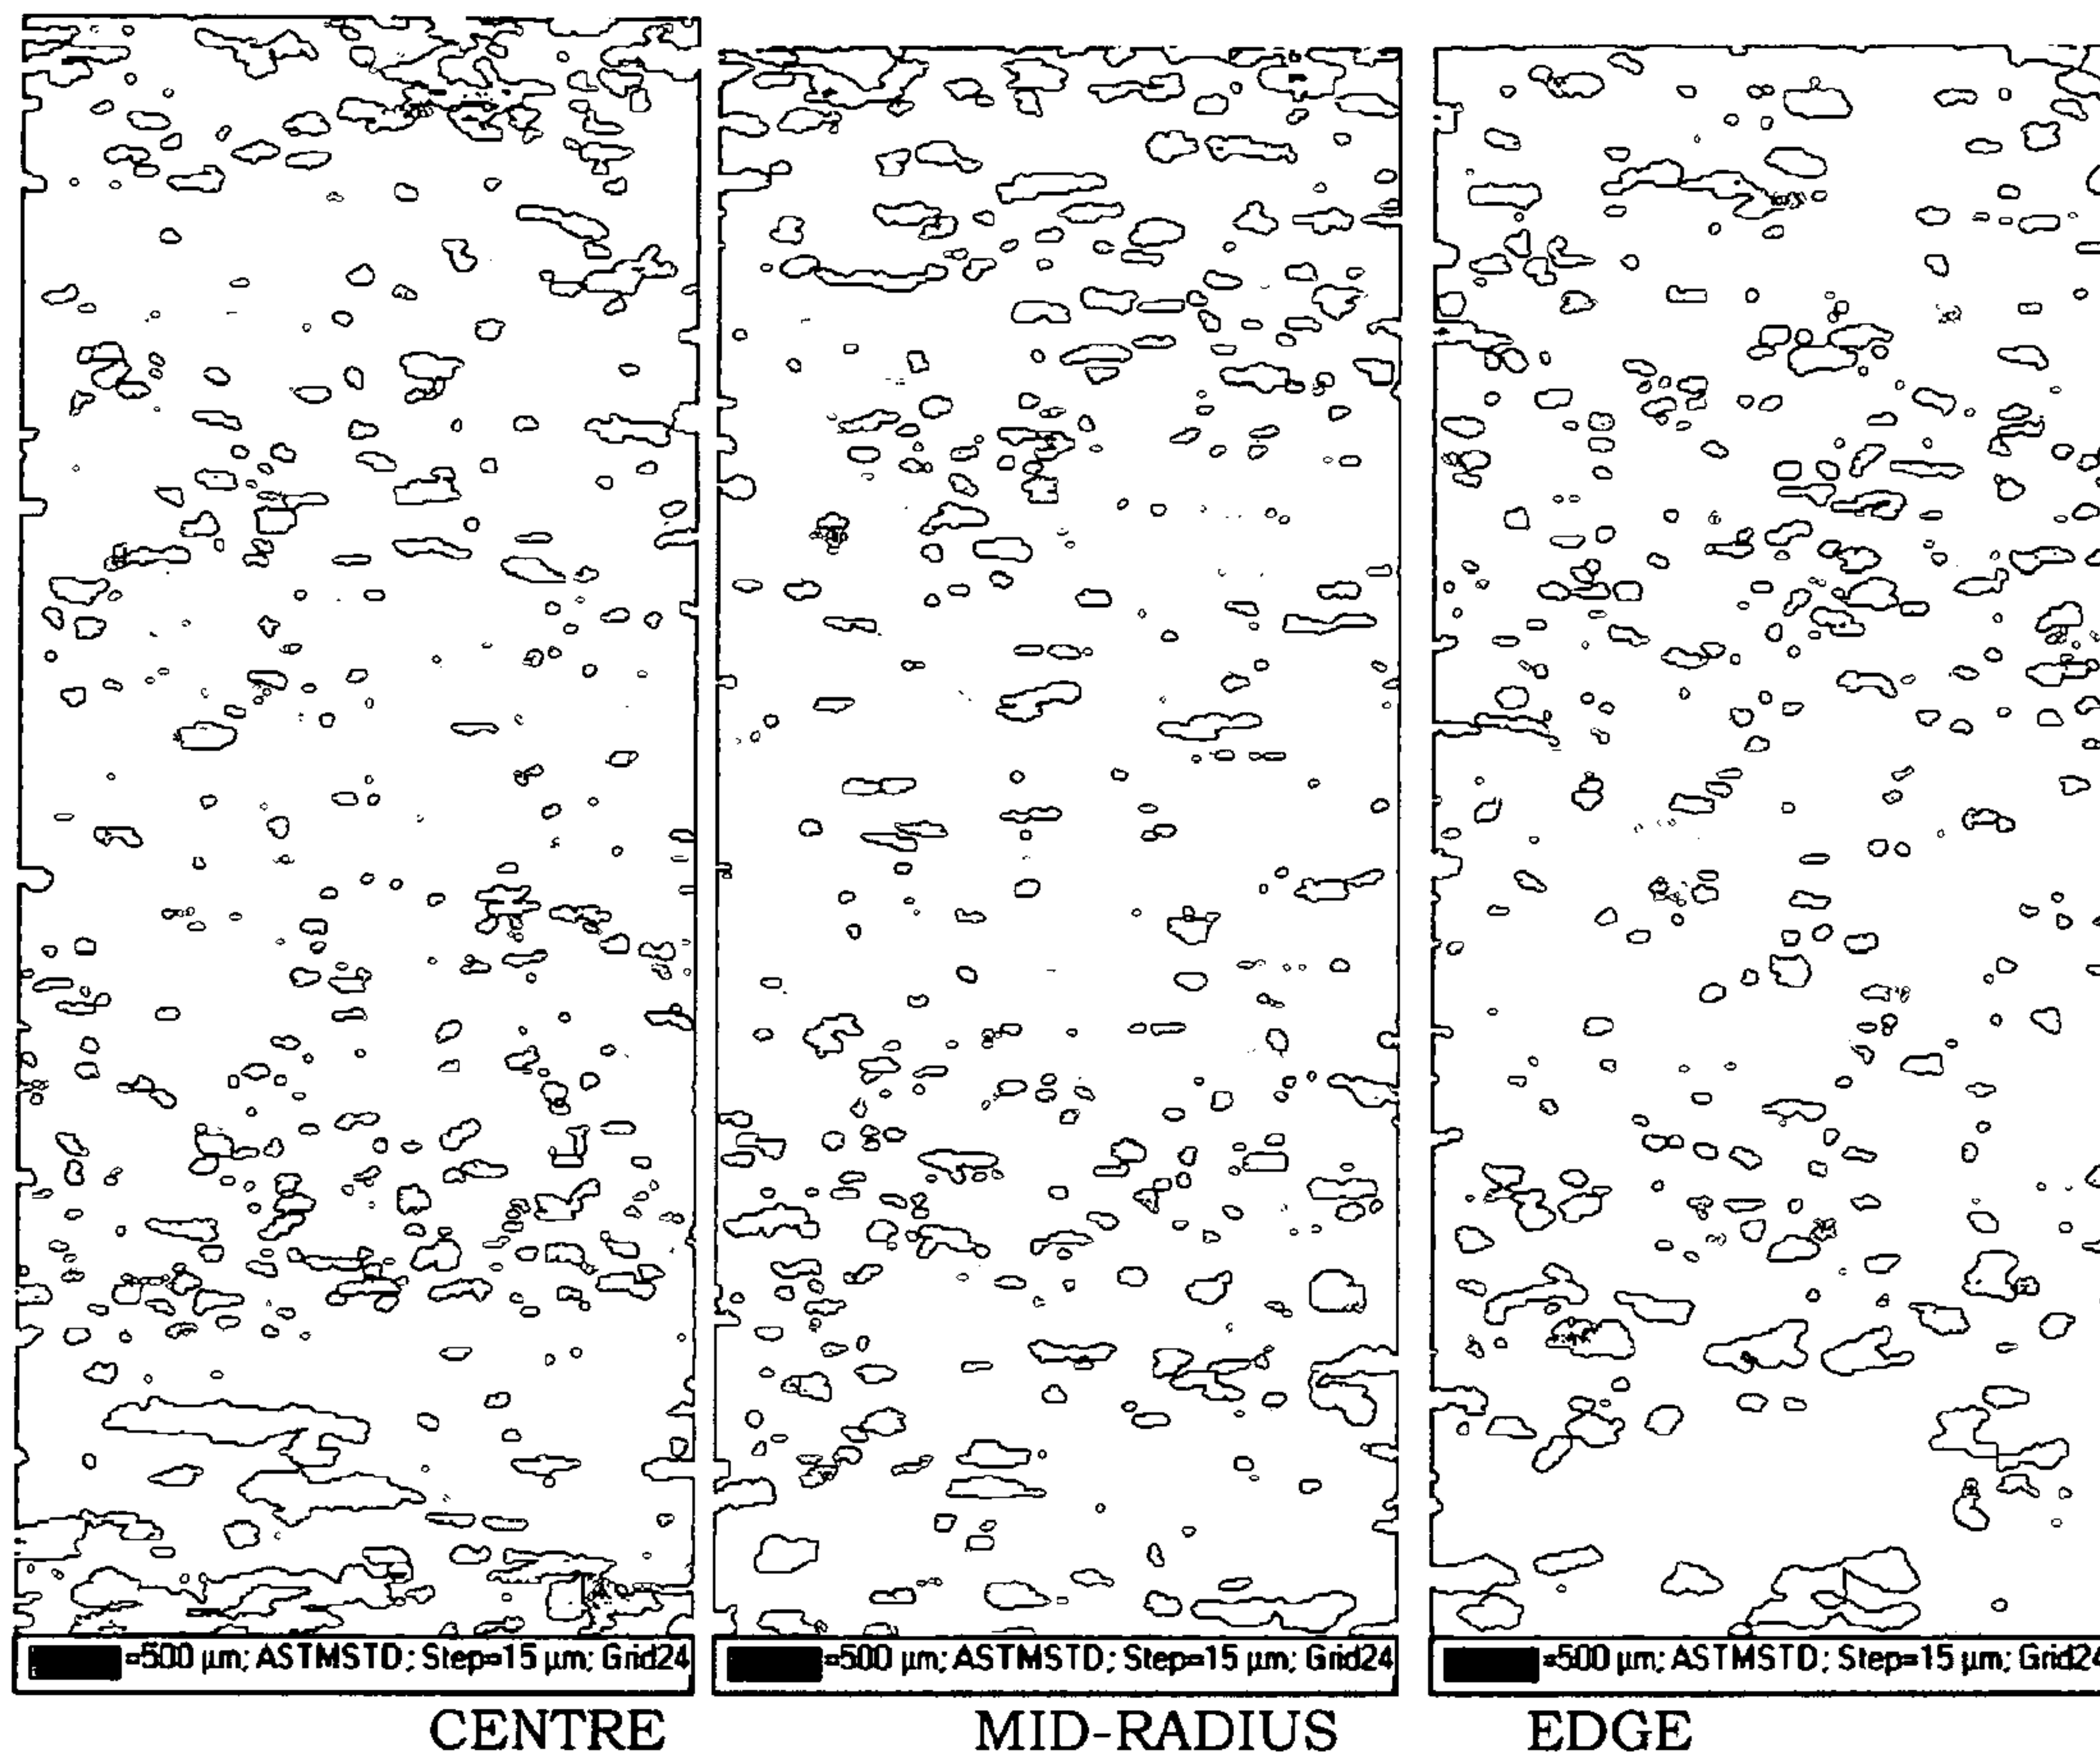 =500 µm; ASTMSTD; Step=15 µm; Grid24
=500 µm; ASTMSTD; Step=15 µm; Grid24
=500 µm; ASTMSTD; Step=15 µm; Grid24
CENTRE
MID-RADIUS
EDGE